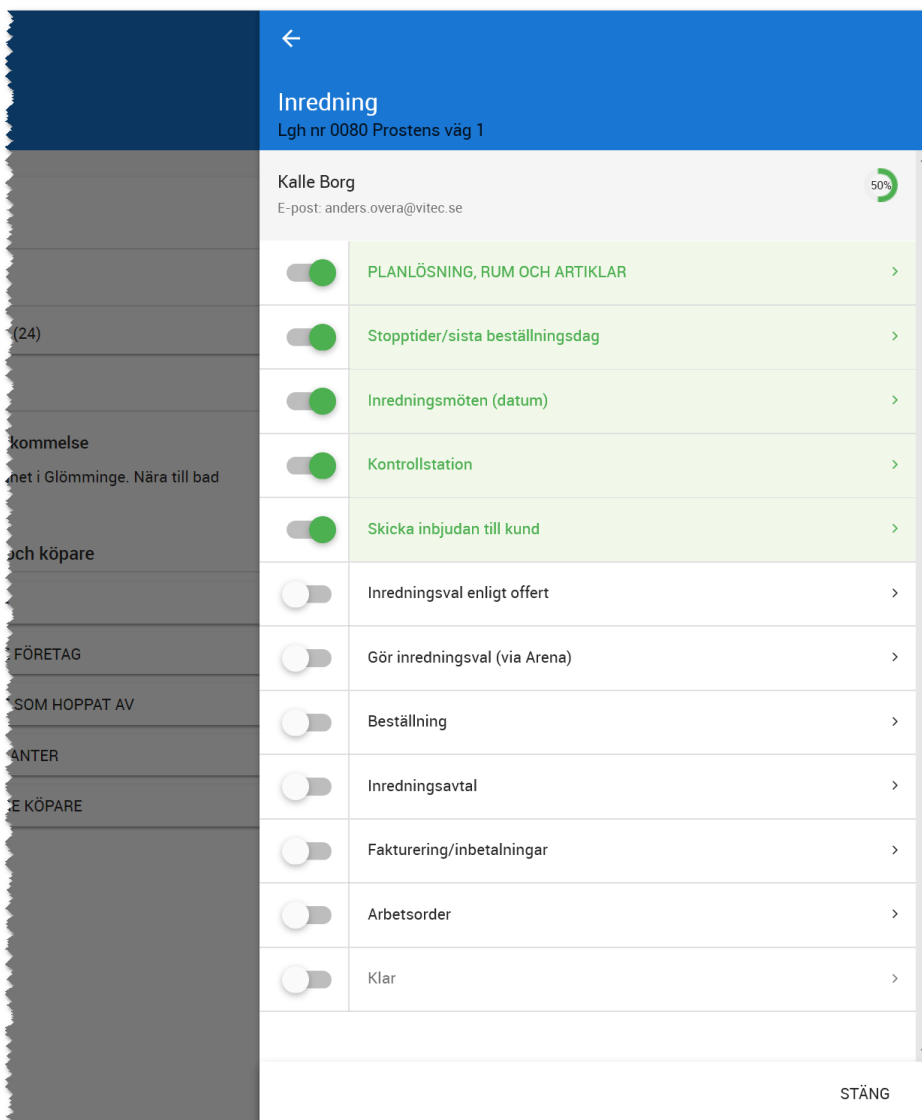 Inredning
Lgh nr 0080 Prostens väg 1
Kalle Borg
50%
E-post: anders.overa@vitec.se
PLANLÖSNING, RUM OCH ARTIKLAR
Stopptider/sista beställningsdag
Inredningsmöten (datum)
Kontrollstation
Skicka inbjudan till kund
Inredningsval enligt offert
Gör inredningsval (via Arena)
Beställning
Inredningsavtal
Fakturering/inbetalningar
Arbetsorder
Klar
STÄNG
(24)
kommelse
net i Glömminge. Nära till bad
och köpare
FÖRETAG
SOM HOPPAT AV
ANTER
E KÖPARE